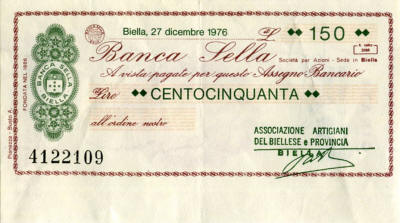 Biella, 27 dicembre 1976 £ ◆◆ 150 ◆◆
Banca Sella Società per Azioni - Sede in Biella
A vista pagate per questo Assegno Bancario
Lire ◆◆ CENTOCINQUANTA ◆◆
all'ordine nostro
BANCA SELLA
BIELLA
FONDATA NEL 1886
ASSOCIAZIONE ARTIGIANI
DEL BIELLESE e PROVINCIA
BIELLA
4122109